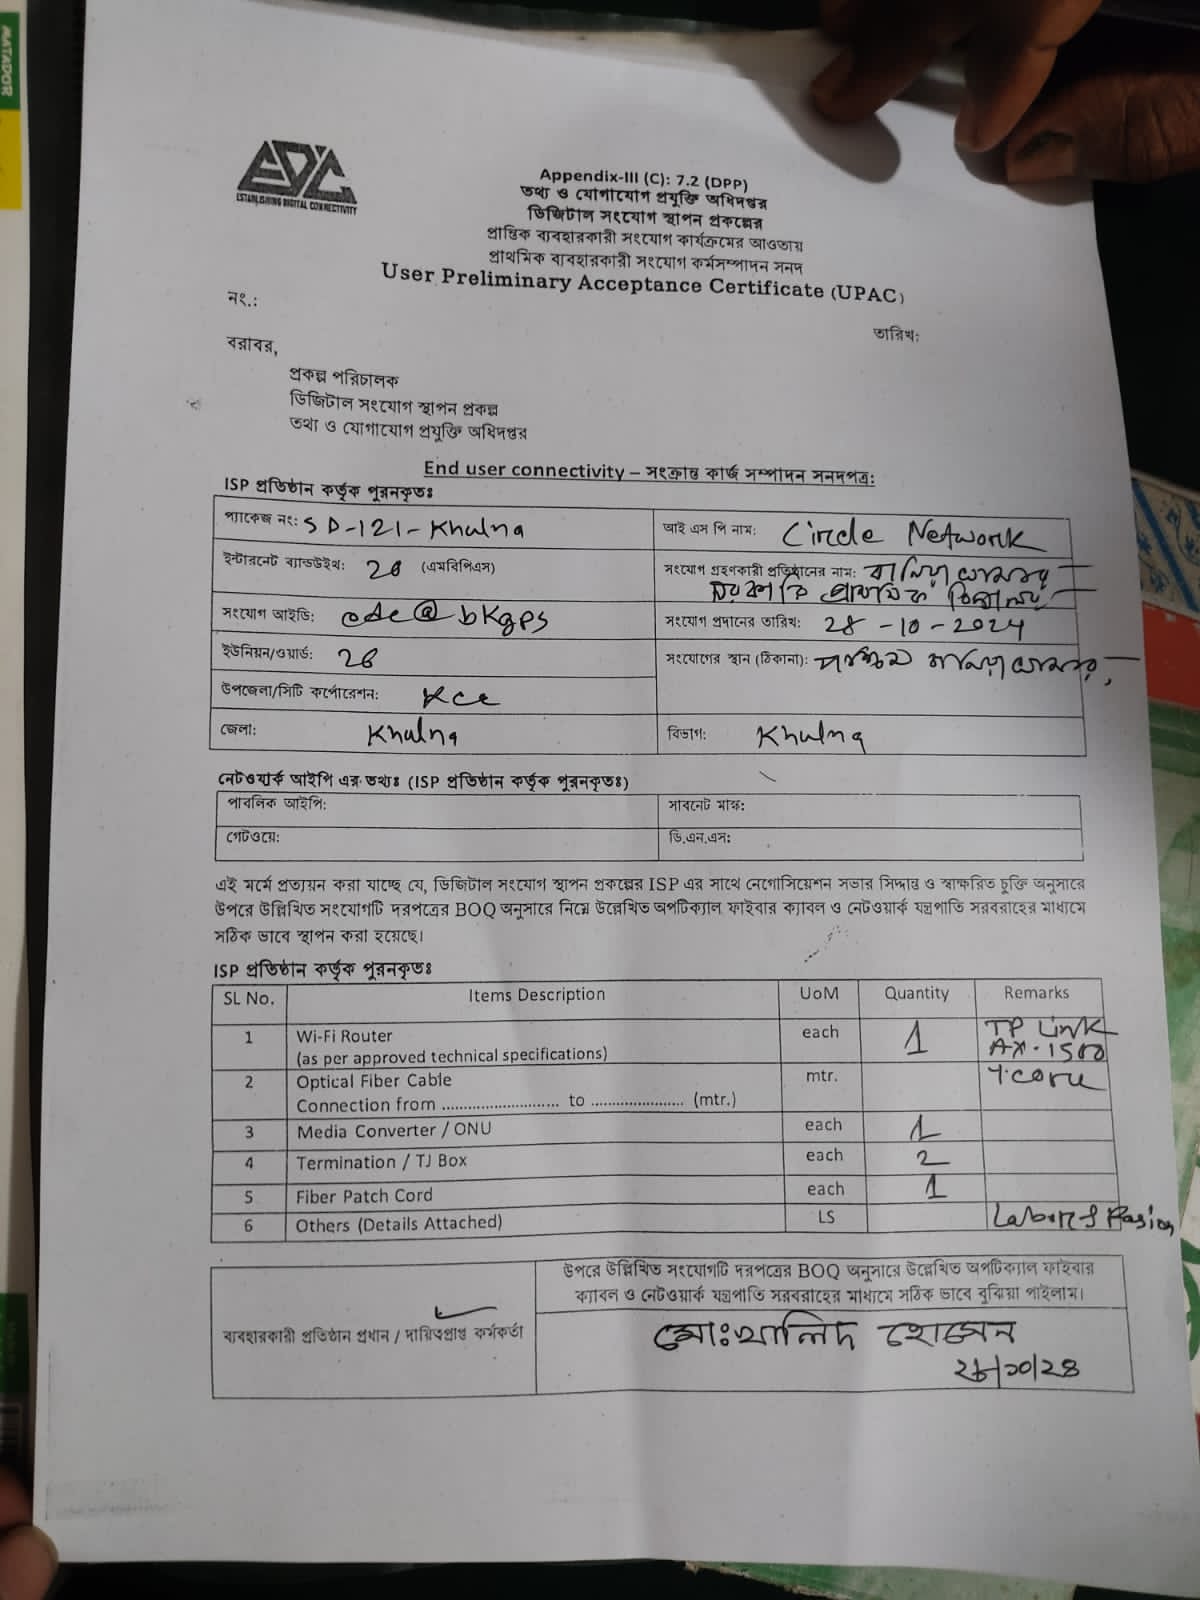 MATADOR
EDC
ESTABLISHING DIGITAL CONNECTIVITY
Appendix-III (C): 7.2 (DPP)
তথ্য ও যোগাযোগ প্রযুক্তি অধিদপ্তর
ডিজিটাল সংযোগ স্থাপন প্রকল্পের
প্রান্তিক ব্যবহারকারী সংযোগ কার্যক্রমের আওতায়
প্রাথমিক ব্যবহারকারী সংযোগ কর্মসম্পাদন সনদ
User Preliminary Acceptance Certificate (UPAC)
নং.:
তারিখ:
বরাবর,
প্রকল্প পরিচালক
ডিজিটাল সংযোগ স্থাপন প্রকল্প
তথ্য ও যোগাযোগ প্রযুক্তি অধিদপ্তর
End user connectivity – সংক্রান্ত কার্জ সম্পাদন সনদপত্র:
ISP প্রতিষ্ঠান কর্তৃক পুরনকৃতঃ
প্যাকেজ নং: SD-121-Khulna আই এস পি নাম: Circle Network
ইন্টারনেট ব্যান্ডউইথ: 20 (এমবিপিএস) সংযোগ গ্রহণকারী প্রতিষ্ঠানের নাম: বানিয়াখামার
সরকারি প্রাথমিক বিদ্যালয়
সংযোগ আইডি: edc@bkgps সংযোগ প্রদানের তারিখ: 28-10-2024
ইউনিয়ন/ওয়ার্ড: 26 সংযোগের স্থান (ঠিকানা): পশ্চিম বানিয়াখামার,
উপজেলা/সিটি কর্পোরেশন: KCC
জেলা: Khulna বিভাগ: Khulna
নেটওয়ার্ক আইপি এর তথ্যঃ (ISP প্রতিষ্ঠান কর্তৃক পুরনকৃতঃ)
পাবলিক আইপি: সাবনেট মাস্ক:
গেটওয়ে: ডি.এন.এস:
এই মর্মে প্রত্যয়ন করা যাচ্ছে যে, ডিজিটাল সংযোগ স্থাপন প্রকল্পের ISP এর সাথে নেগোসিয়েশন সভার সিদ্দান্ত ও স্বাক্ষরিত চুক্তি অনুসারে
উপরে উল্লিখিত সংযোগটি দরপত্রের BOQ অনুসারে নিম্নে উল্লেখিত অপটিক্যাল ফাইবার ক্যাবল ও নেটওয়ার্ক যন্ত্রপাতি সরবরাহের মাধ্যমে
সঠিক ভাবে স্থাপন করা হয়েছে।
ISP প্রতিষ্ঠান কর্তৃক পুরনকৃতঃ
SL No. Items Description UoM Quantity Remarks
1 Wi-Fi Router each 1 TP Link
(as per approved technical specifications) AX-1500
2 Optical Fiber Cable mtr. 4.core
Connection from ............................ to ...................... (mtr.)
3 Media Converter / ONU each 1
4 Termination / TJ Box each 2
5 Fiber Patch Cord each 1
6 Others (Details Attached) LS
উপরে উল্লিখিত সংযোগটি দরপত্রের BOQ অনুসারে উল্লেখিত অপটিক্যাল ফাইবার
ক্যাবল ও নেটওয়ার্ক যন্ত্রপাতি সরবরাহের মাধ্যমে সঠিক ভাবে বুঝিয়া পাইলাম।
ব্যবহারকারী প্রতিষ্ঠান প্রধান / দায়িত্বপ্রাপ্ত কর্মকর্তা
মোঃ খালিদ হোসেন
২৮/১০/২৪